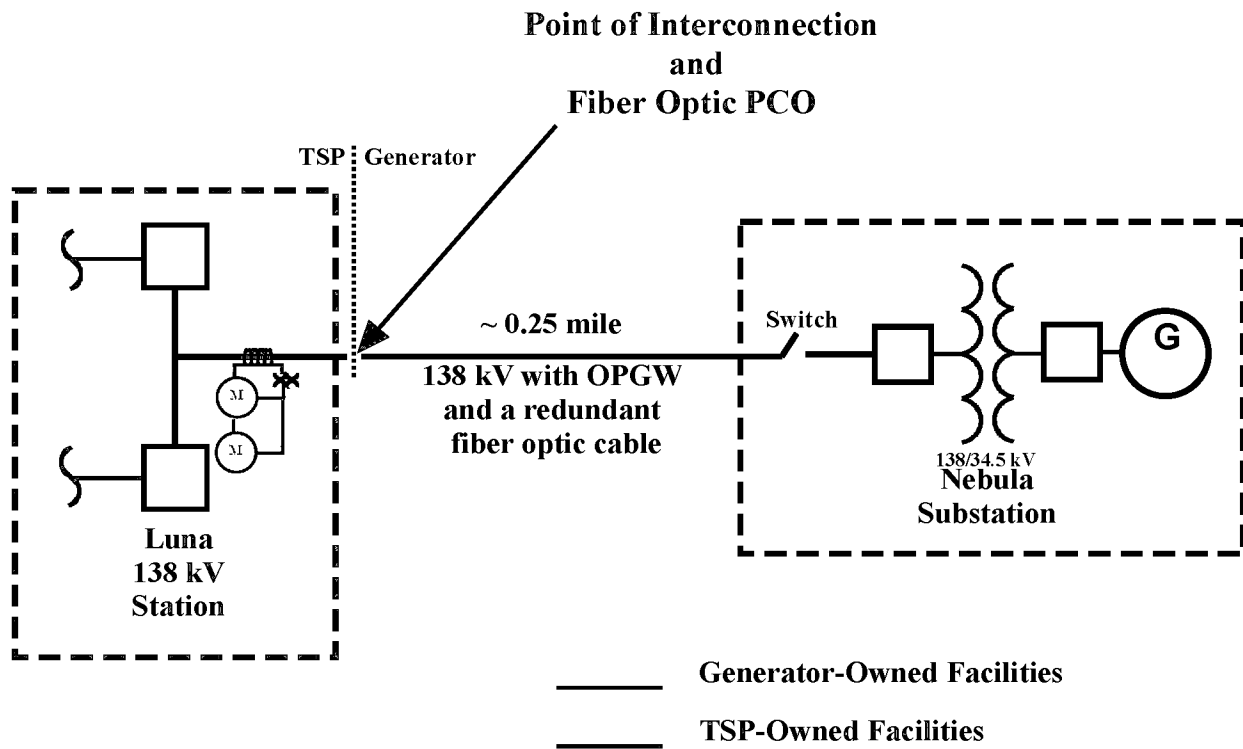 Point of Interconnection
and
Fiber Optic PCO
TSP
Generator
~ 0.25 mile
Switch
G
M
M
138 kV with OPGW
and a redundant
fiber optic cable
138/34.5 kV
Nebula
Substation
Luna
138 kV
Station
Generator-Owned Facilities
TSP-Owned Facilities